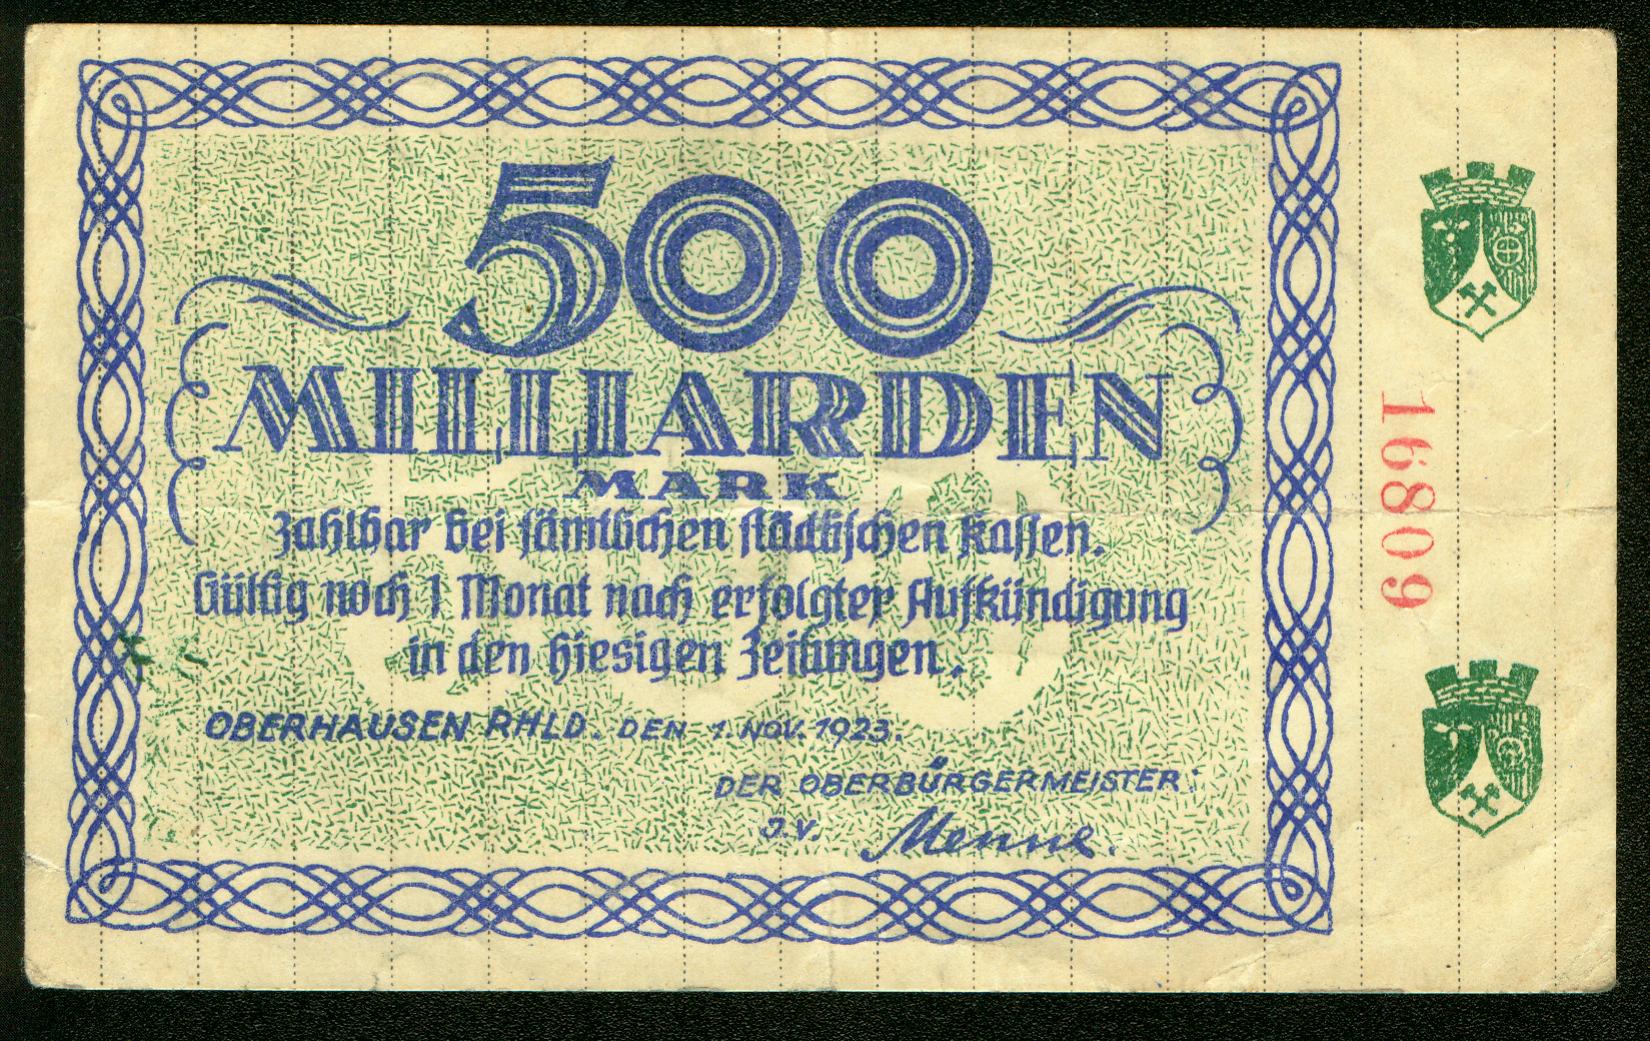 500
MILLIARDEN
MARK
Zahlbar bei sämtlichen städtischen Kassen.
Gültig noch 1 Monat nach erfolgter Aufkündigung
in den hiesigen Zeitungen.
OBERHAUSEN RHLD. DEN 1. NOV. 1923.
DER OBERBÜRGERMEISTER:
J.V. Menne.
16809